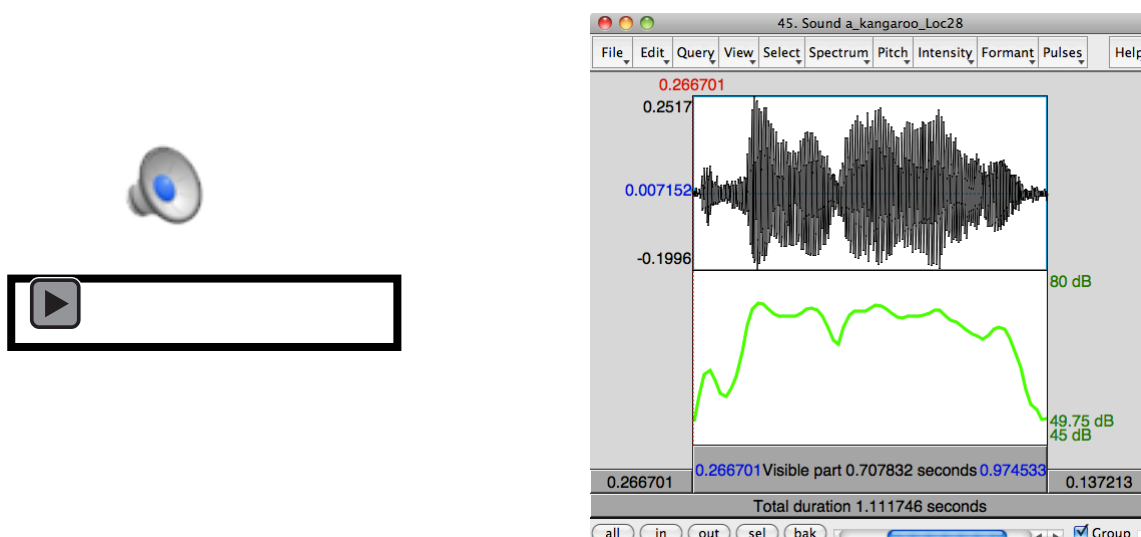 45. Sound a_kangaroo_Loc28
File Edit Query View Select Spectrum Pitch Intensity Formant Pulses Help
0.266701
0.2517
0.007152
-0.1996
80 dB
49.75 dB
45 dB
0.266701 Visible part 0.707832 seconds 0.974533
0.266701 0.137213
Total duration 1.111746 seconds
all in out sel bak Group